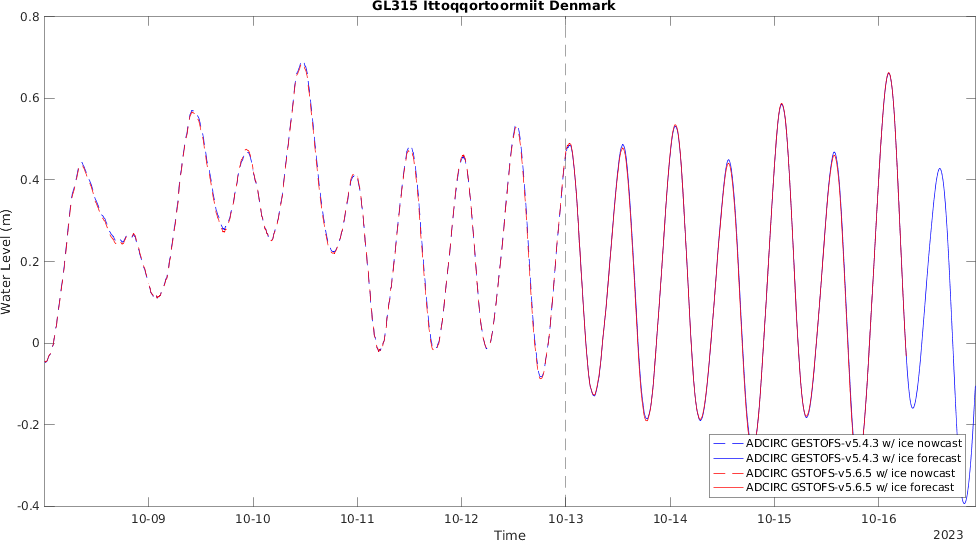 GL315 Ittoqqortoormiit Denmark
0.8
0.6
0.4
0.2
0
-0.2
-0.4
Water Level (m)
10-09
10-10
10-11
10-12
10-13
10-14
10-15
10-16
Time
2023
ADCIRC GESTOFS-v5.4.3 w/ ice nowcast
ADCIRC GESTOFS-v5.4.3 w/ ice forecast
ADCIRC GSTOFS-v5.6.5 w/ ice nowcast
ADCIRC GSTOFS-v5.6.5 w/ ice forecast